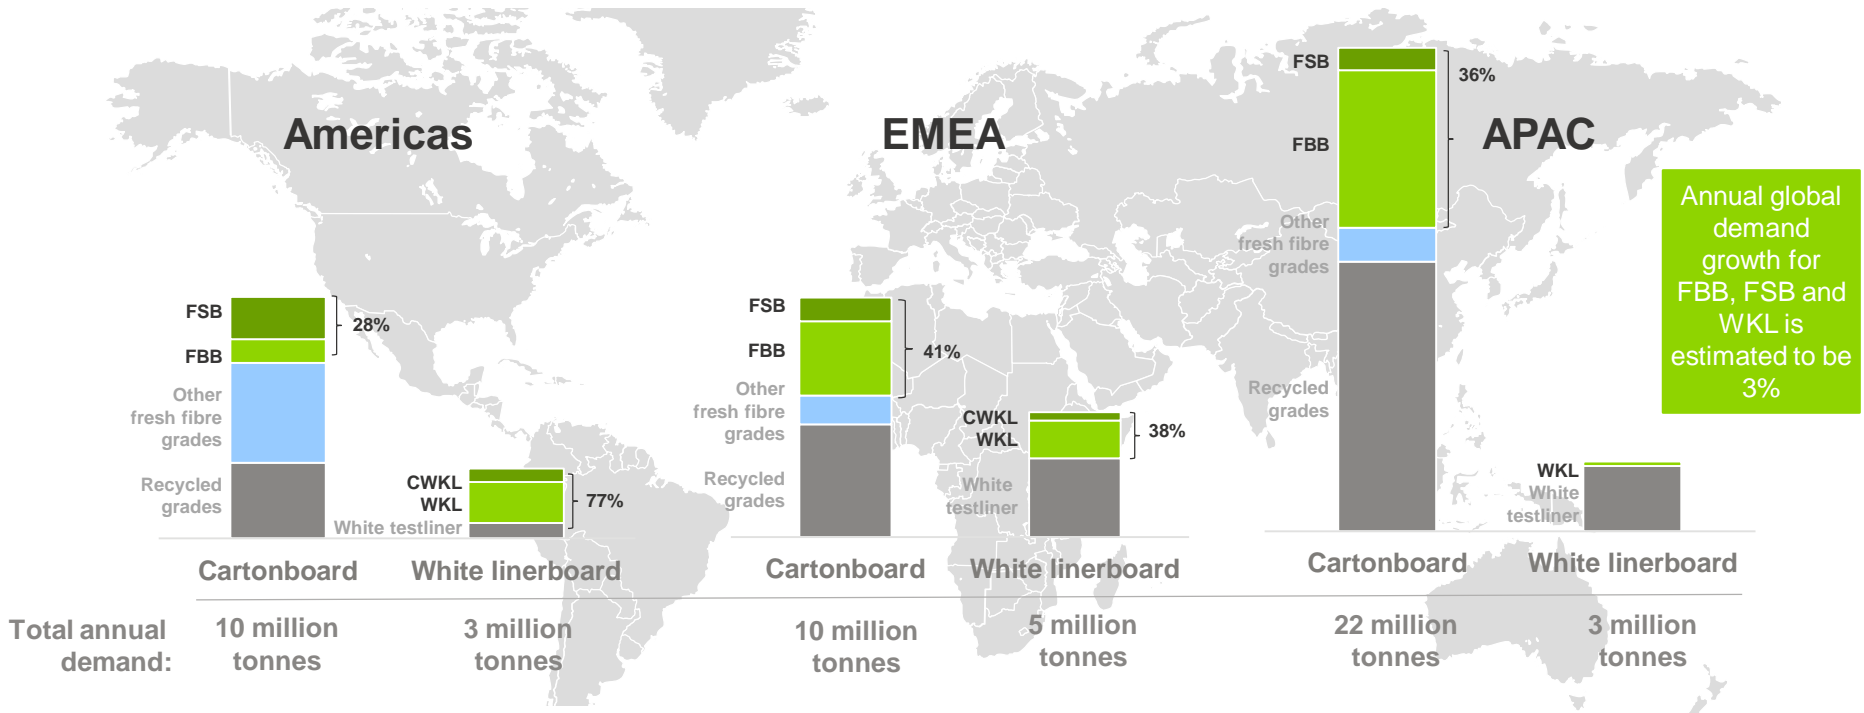 Americas
FSB
28%
FBB
Other
fresh fibre
grades
Recycled
grades
CWKL
WKL
77%
White testliner
Cartonboard
White linerboard
EMEA
FSB
FBB
41%
Other
fresh fibre
grades
Recycled
grades
CWKL
WKL
38%
White
testliner
Cartonboard
White linerboard
APAC
FSB
36%
FBB
Other
fresh fibre
grades
Recycled
grades
WKL
White
testliner
Cartonboard
White linerboard
Annual global
demand
growth for
FBB, FSB and
WKL is
estimated to be
3%
Total annual
demand:
10 million
tonnes
3 million
tonnes
10 million
tonnes
5 million
tonnes
22 million
tonnes
3 million
tonnes